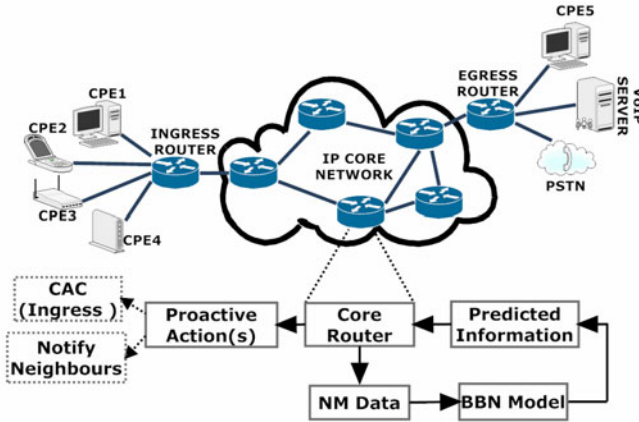 CPE5
EGRESS
ROUTER
VoIP
SERVER
CPE1
CPE2
INGRESS
ROUTER
IP CORE
NETWORK
PSTN
CPE3
CPE4
CAC
(Ingress )
Proactive
Action(s)
Core
Router
Predicted
Information
Notify
Neighbours
NM Data
BBN Model